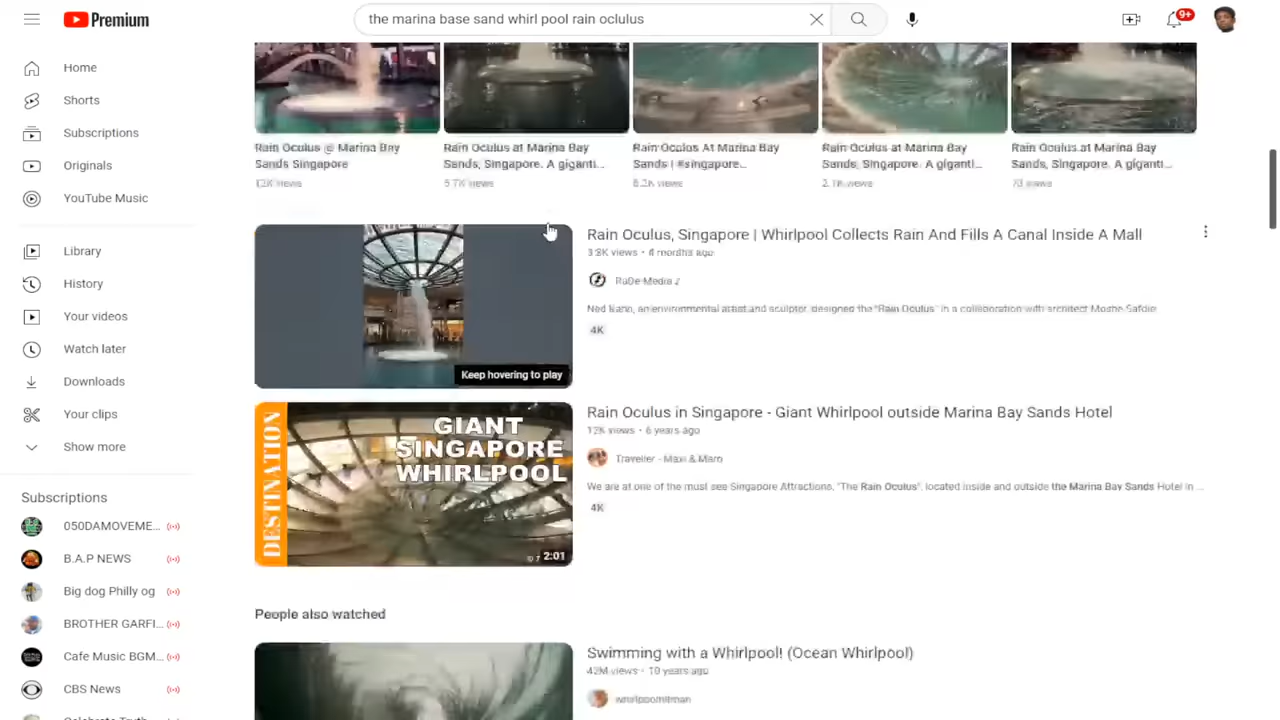 Premium
the marina base sand whirl pool rain oclulus
9+
Home
Shorts
Subscriptions
Originals
YouTube Music
Library
History
Your videos
Watch later
Downloads
Your clips
Show more
Subscriptions
050DAMOVEME...
B.A.P NEWS
Big dog Philly og
BROTHER GARFI...
Cafe Music BGM...
CBS News
Celebrate Truth
Rain Oculus @ Marina Bay
Sands Singapore
12K views
Rain Oculus at Marina Bay
Sands, Singapore. A giganti...
5.7K views
Rain Oculus At Marina Bay
Sands | #singapore...
6.2K views
Rain Oculus at Marina Bay
Sands, Singapore. A giganti...
2.1K views
Rain Oculus at Marina Bay
Sands, Singapore. A giganti...
views
Keep hovering to play
Rain Oculus, Singapore | Whirlpool Collects Rain And Fills A Canal Inside A Mall
3.8K views • months ago
RaDe Media
Ned Kahn, an environmental artist and sculptor, designed the "Rain Oculus" in a collaboration with architect Moshe Safdie
4K
DESTINATION
GIANT
SINGAPORE
WHIRLPOOL
2:01
Rain Oculus in Singapore - Giant Whirlpool outside Marina Bay Sands Hotel
12K views • 6 years ago
Traveller - Maxi & Maro
We are at one of the must see Singapore Attractions, "The Rain Oculus", located inside and outside the Marina Bay Sands Hotel in ...
4K
People also watched
Swimming with a Whirlpool! (Ocean Whirlpool)
42M views • 10 years ago
whirlpoolitman